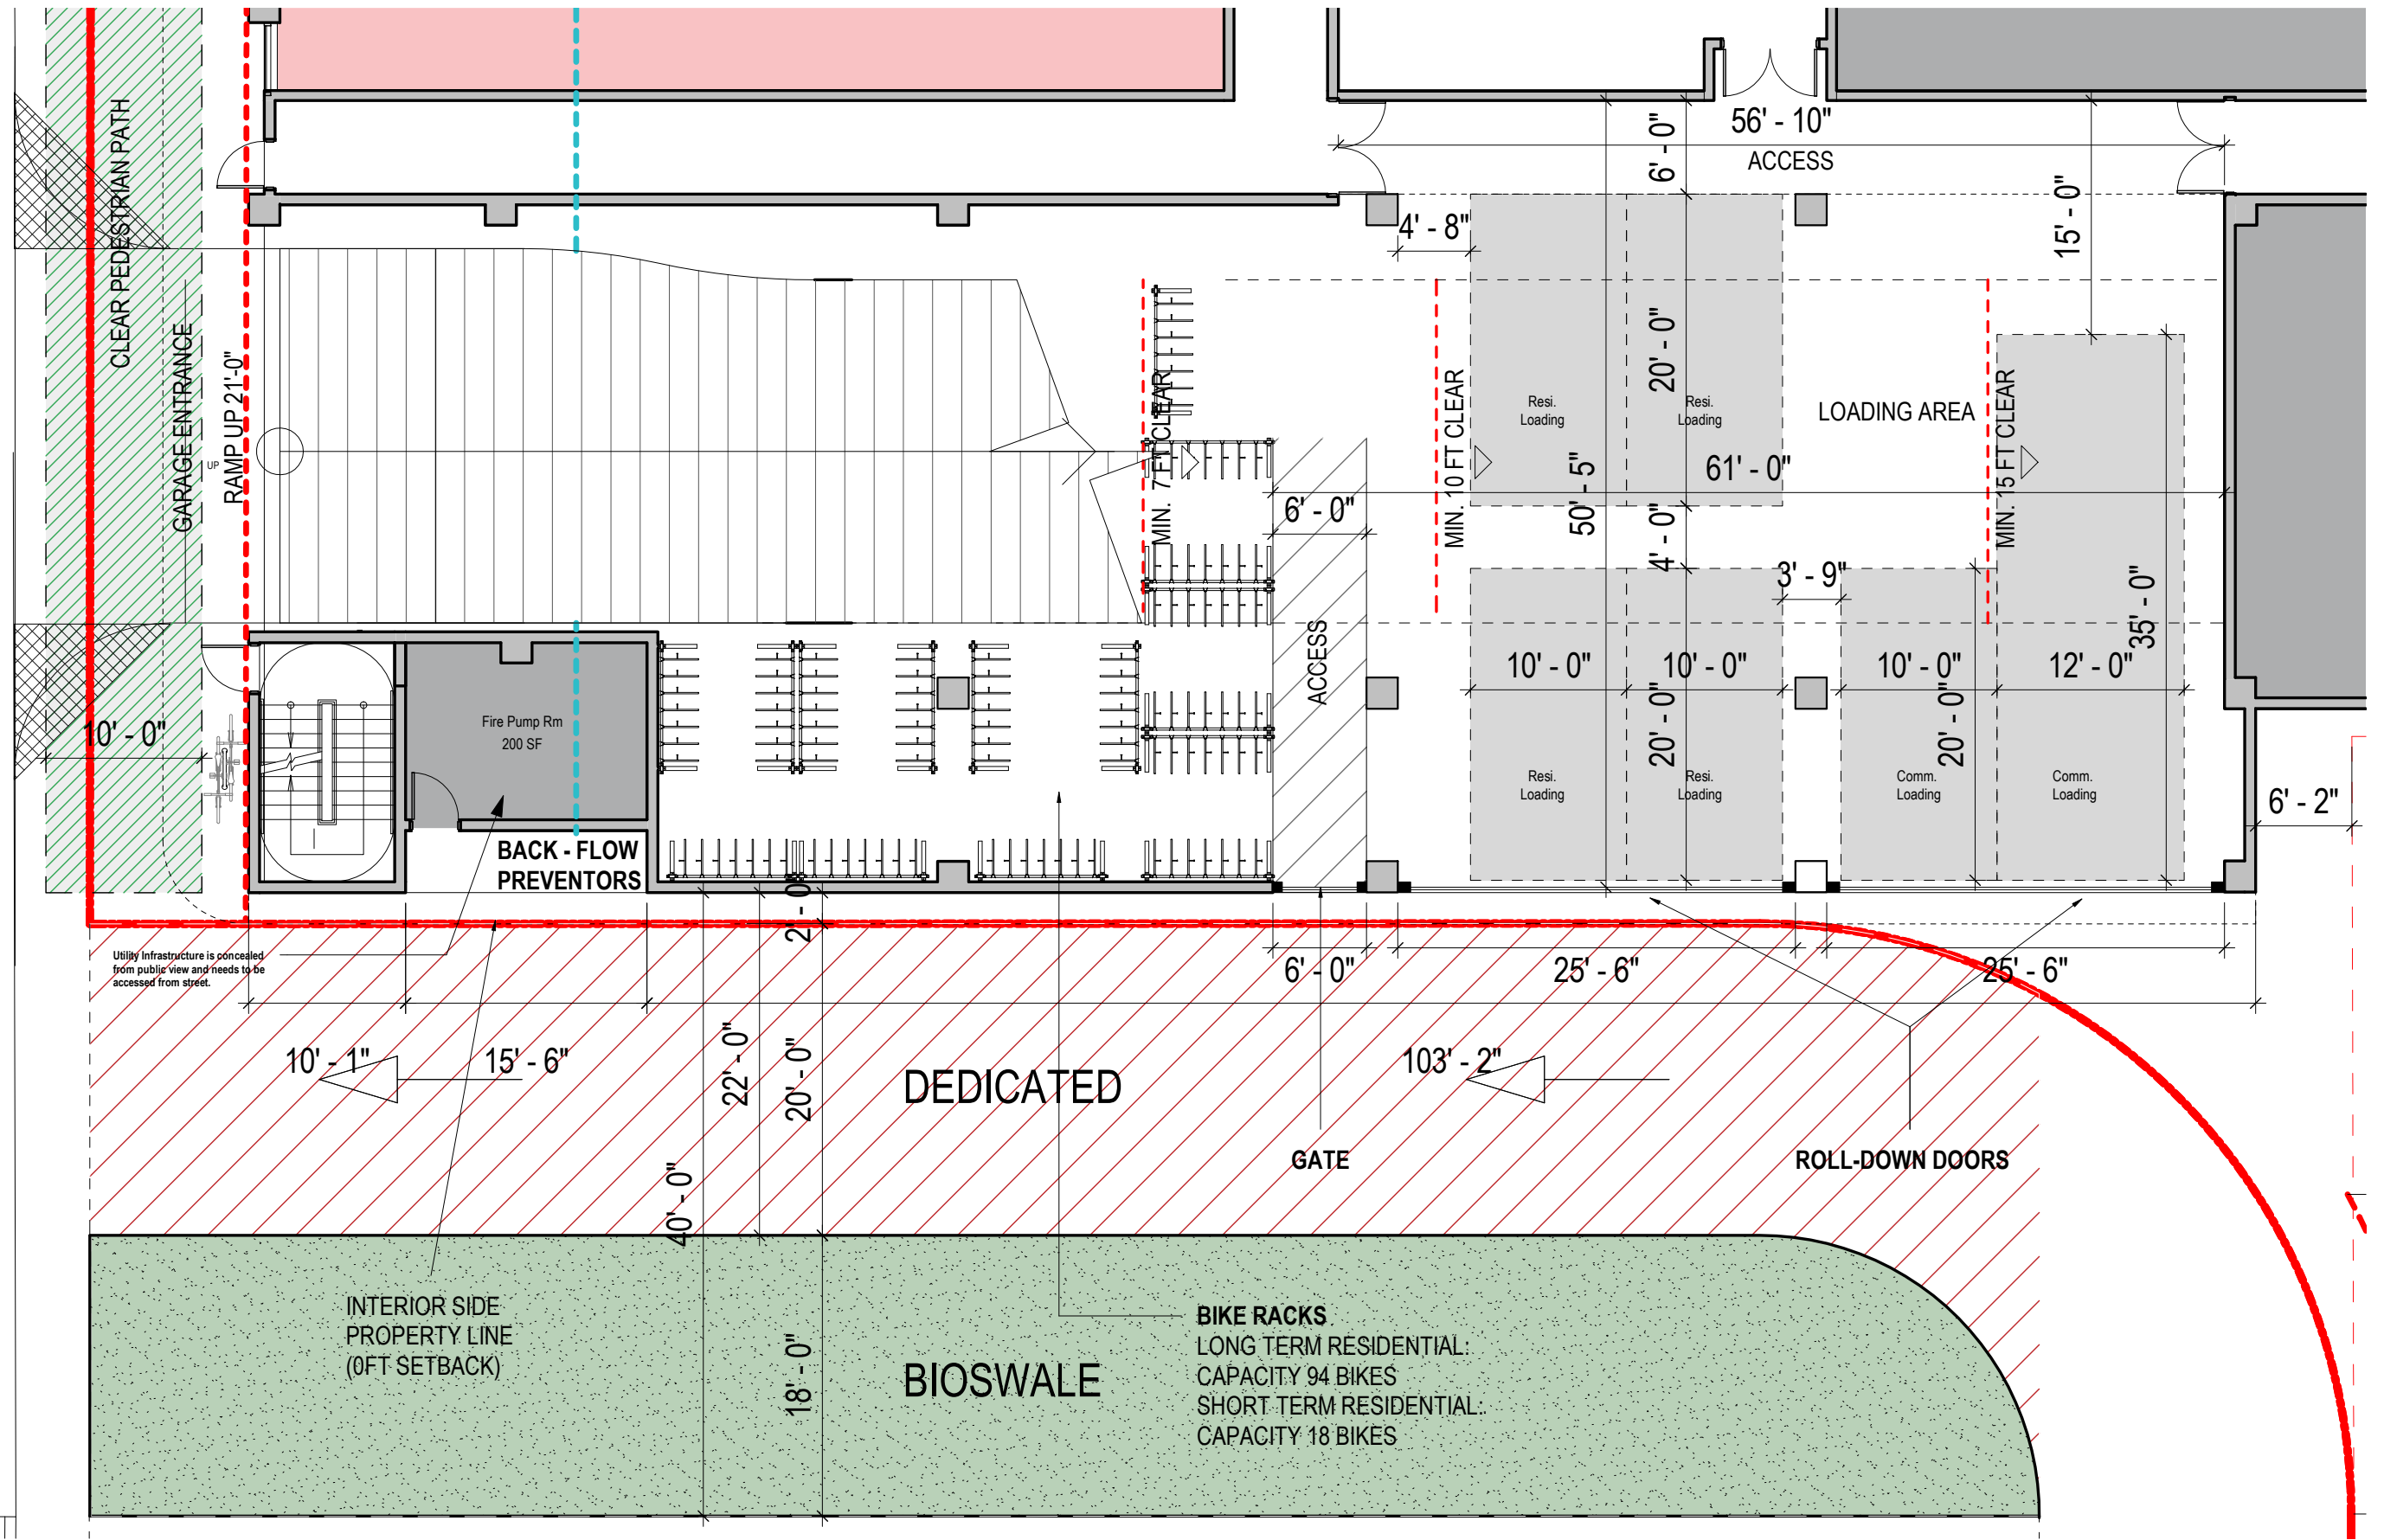 56' - 10"
ACCESS
6' - 0"
CLEAR PEDESTRIAN PATH
4' - 8"
15' - 0"
GARAGE ENTRANCE
RAMP UP 21'-0"
UP
MIN. 7 FT CLEAR
MIN. 10 FT CLEAR
Resi.
Loading
20' - 0"
Resi.
Loading
LOADING AREA
MIN. 15 FT CLEAR
61' - 0"
50' - 5"
6' - 0"
4' - 0"
3' - 9"
35' - 0"
ACCESS
10' - 0"
10' - 0"
10' - 0"
12' - 0"
10' - 0"
Fire Pump Rm
200 SF
20' - 0"
20' - 0"
Resi.
Loading
Resi.
Loading
Comm.
Loading
Comm.
Loading
6' - 2"
BACK - FLOW
PREVENTORS
2' - 0"
Utility Infrastructure is concealed
from public view and needs to be
accessed from street.
6' - 0"
25' - 6"
25' - 6"
10' - 1"
15' - 6"
22' - 0"
20' - 0"
DEDICATED
103' - 2"
GATE
ROLL-DOWN DOORS
40' - 0"
INTERIOR SIDE
PROPERTY LINE
(0FT SETBACK)
18' - 0"
BIOSWALE
BIKE RACKS
LONG TERM RESIDENTIAL:
CAPACITY 94 BIKES
SHORT TERM RESIDENTIAL:
CAPACITY 18 BIKES